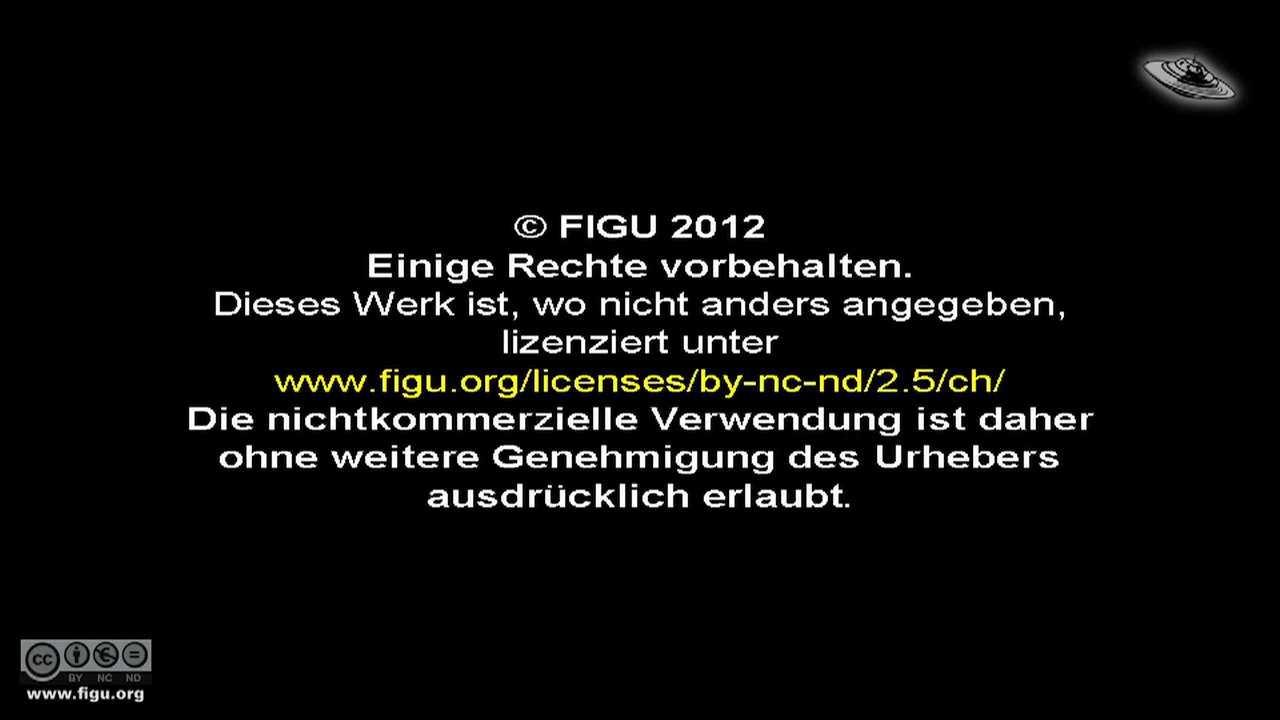 © FIGU 2012
Einige Rechte vorbehalten.
Dieses Werk ist, wo nicht anders angegeben,
lizenziert unter
www.figu.org/licenses/by-nc-nd/2.5/ch/
Die nichtkommerzielle Verwendung ist daher
ohne weitere Genehmigung des Urhebers
ausdrücklich erlaubt.
cc
BY NC ND
www.figu.org